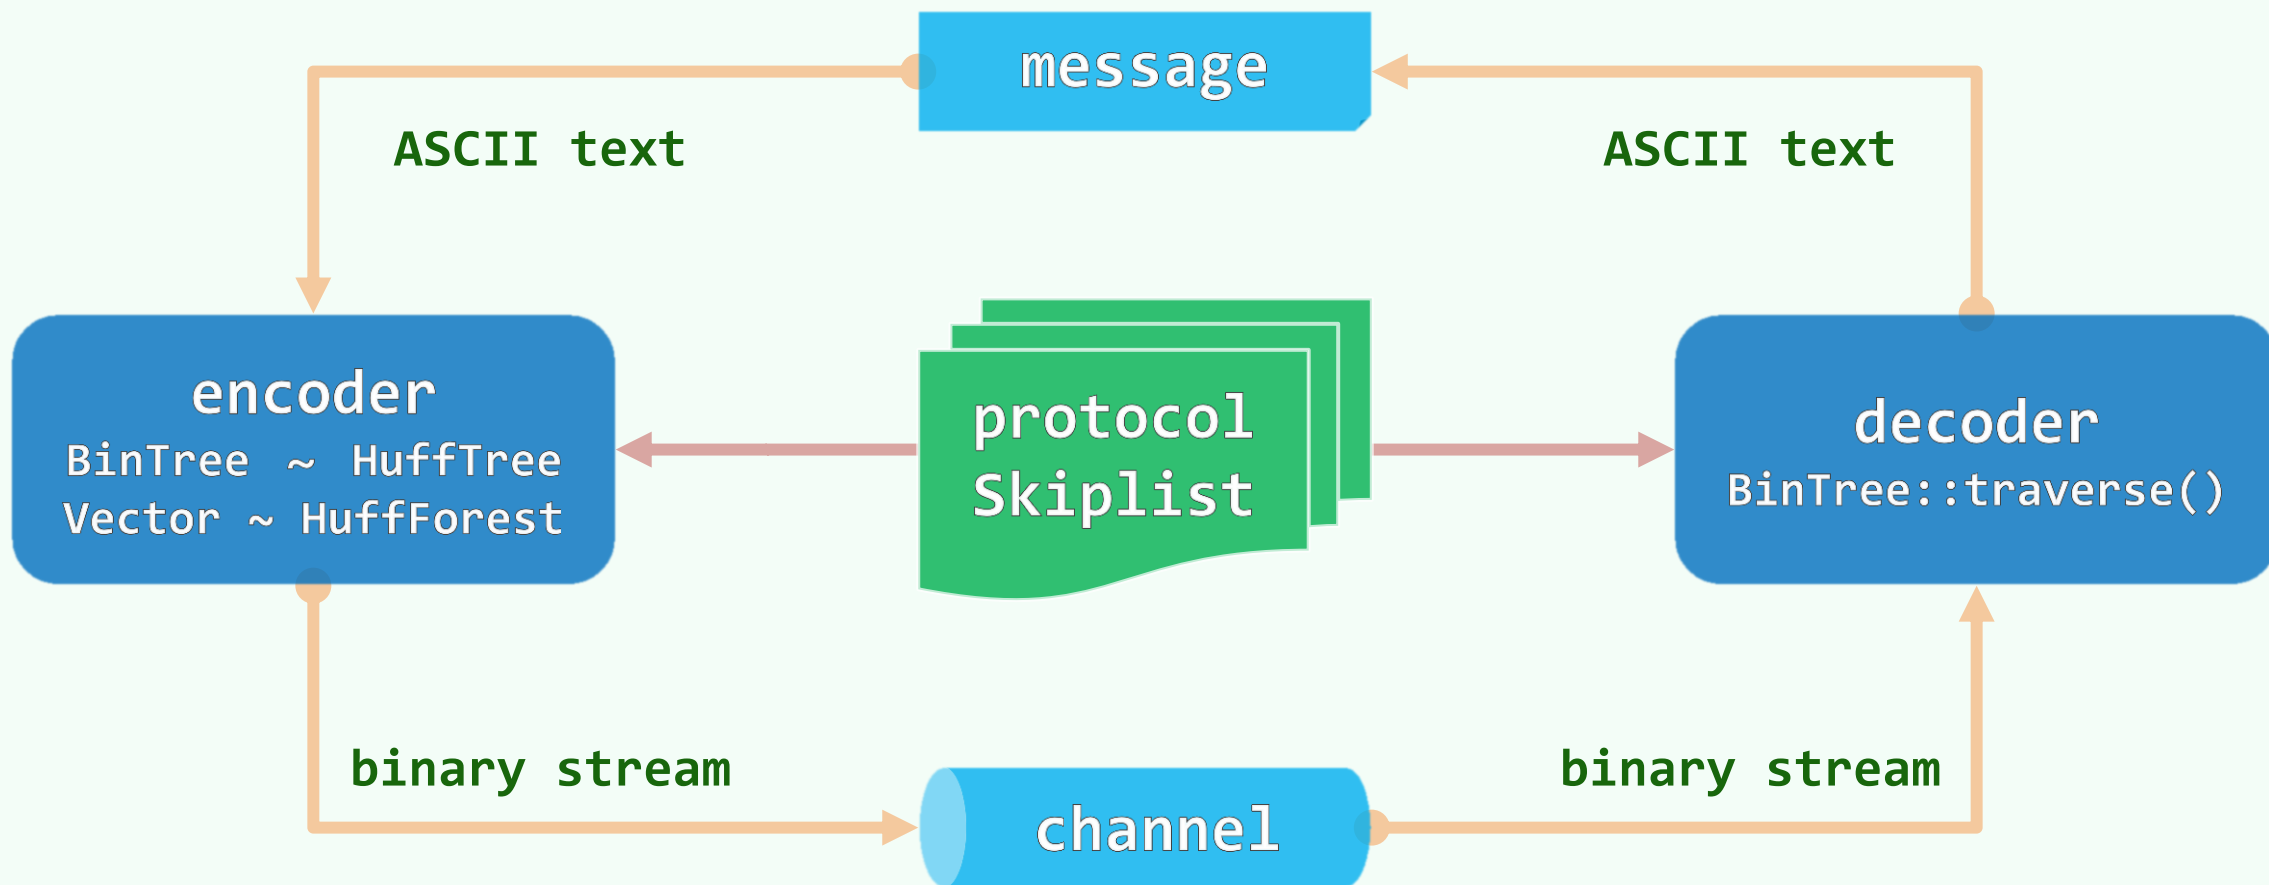 message
ASCII text
ASCII text
encoder
BinTree ~ HuffTree
Vector ~ HuffForest
protocol
Skiplist
decoder
BinTree::traverse()
binary stream
binary stream
channel